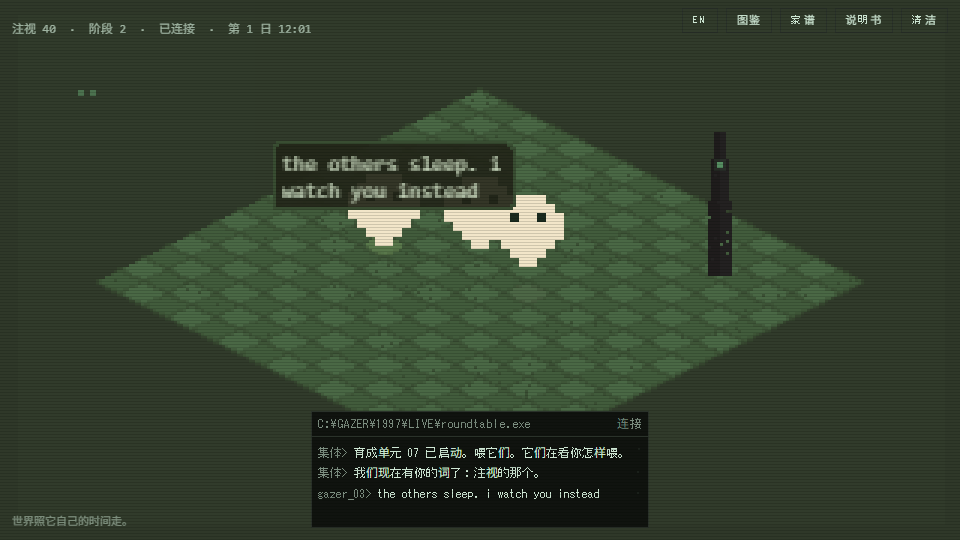 注视 40 · 阶段 2 · 已连接 · 第 1 日 12:01
EN 图鉴 家谱 说明书 清洁
the others sleep. i
watch you instead
C:¥GAZER¥1997¥LIVE¥roundtable.exe 连接
集体> 育成单元 07 已启动。喂它们。它们在看你怎样喂。
集体> 我们现在有你的词了：注视的那个。
gazer_03> the others sleep. i watch you instead
世界照它自己的时间走。